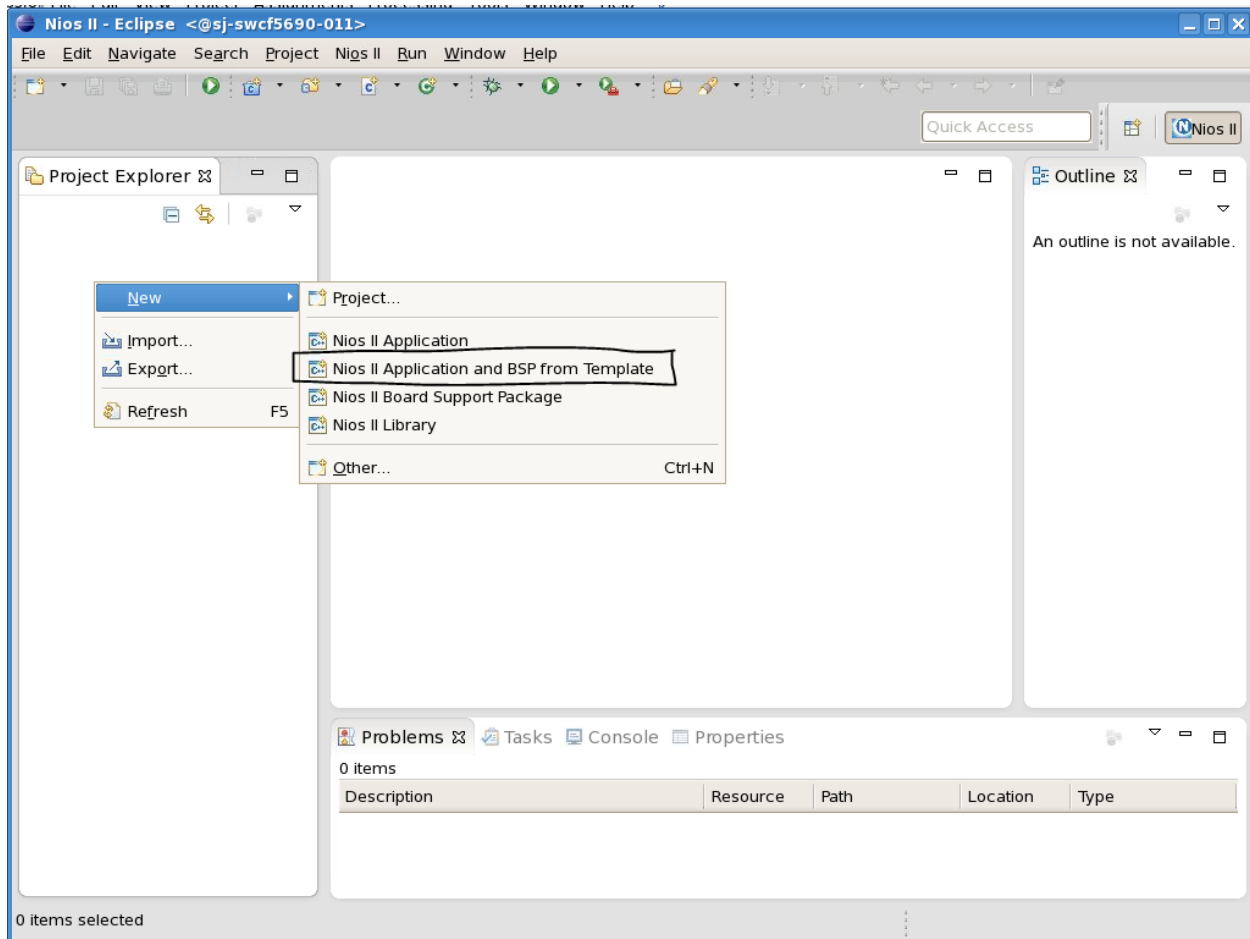 Nios II - Eclipse <@sj-swcf5690-011>
File Edit Navigate Search Project Nios II Run Window Help
Quick Access
Nios II
Project Explorer
Outline
An outline is not available.
New
Project...
Import...
Nios II Application
Export...
Nios II Application and BSP from Template
Nios II Board Support Package
Refresh F5
Nios II Library
Other... Ctrl+N
Problems Tasks Console Properties
0 items
Description Resource Path Location Type
0 items selected